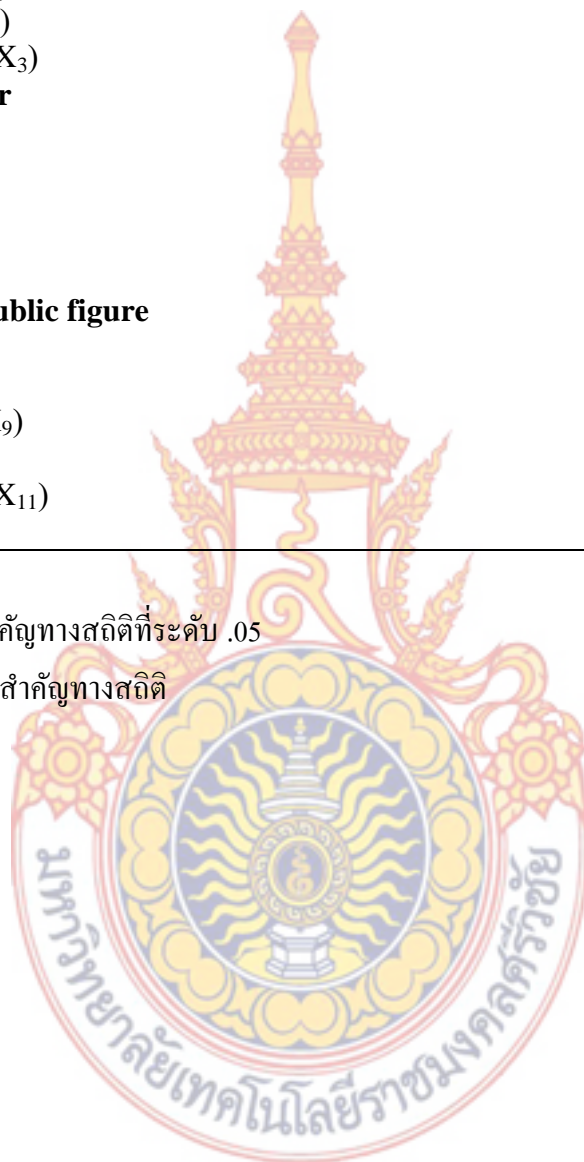 )
X₃)
r
ublic figure
₉)
X₁₁)
คัญทางสถิติที่ระดับ .05
สำคัญทางสถิติ
มหาวิทยาลัยเทคโนโลยีราชมงคลศรีวิชัย